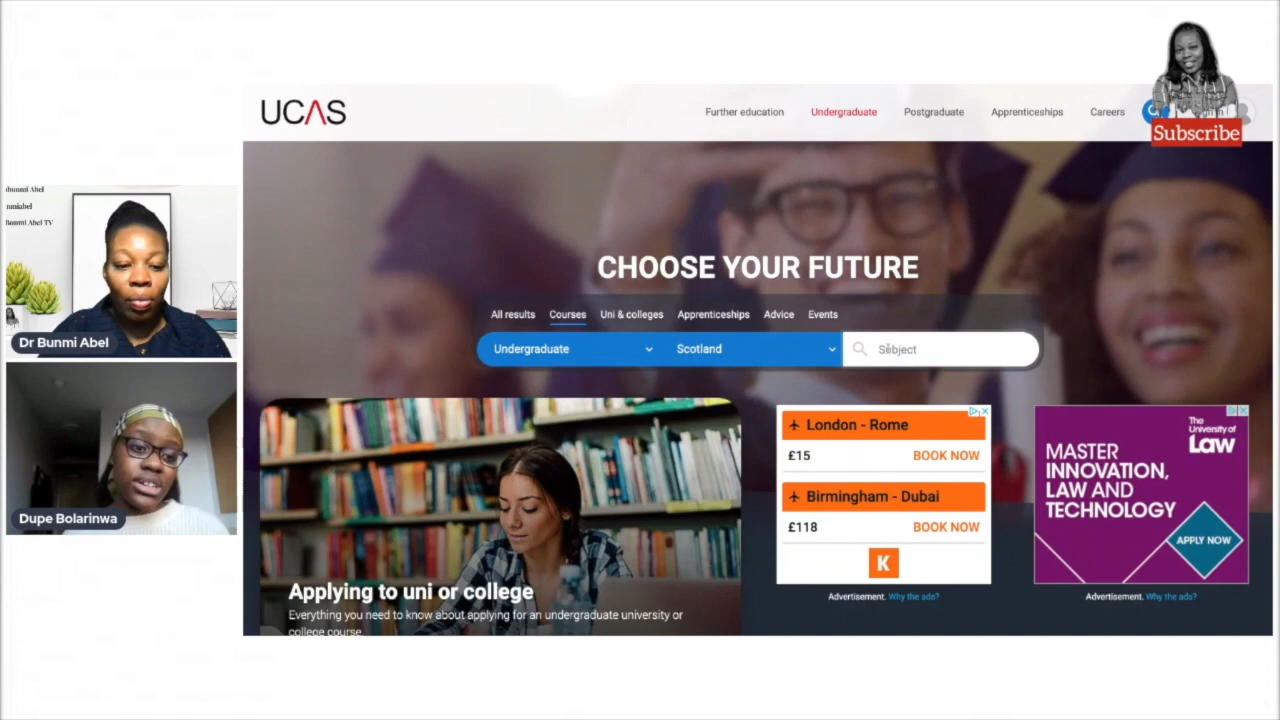 Subscribe
UCAS
Further education
Undergraduate
Postgraduate
Apprenticeships
Careers
Bunmi Abel TV
Dr Bunmi Abel
Dupe Bolarinwa
CHOOSE YOUR FUTURE
All results
Courses
Uni & colleges
Apprenticeships
Advice
Events
Undergraduate
Scotland
Subject
Applying to uni or college
Everything you need to know about applying for an undergraduate university or
college course.
London - Rome
£15
BOOK NOW
Birmingham - Dubai
£118
BOOK NOW
K
Advertisement. Why the ads?
The
University of
Law
MASTER
INNOVATION,
LAW AND
TECHNOLOGY
APPLY NOW
Advertisement. Why the ads?